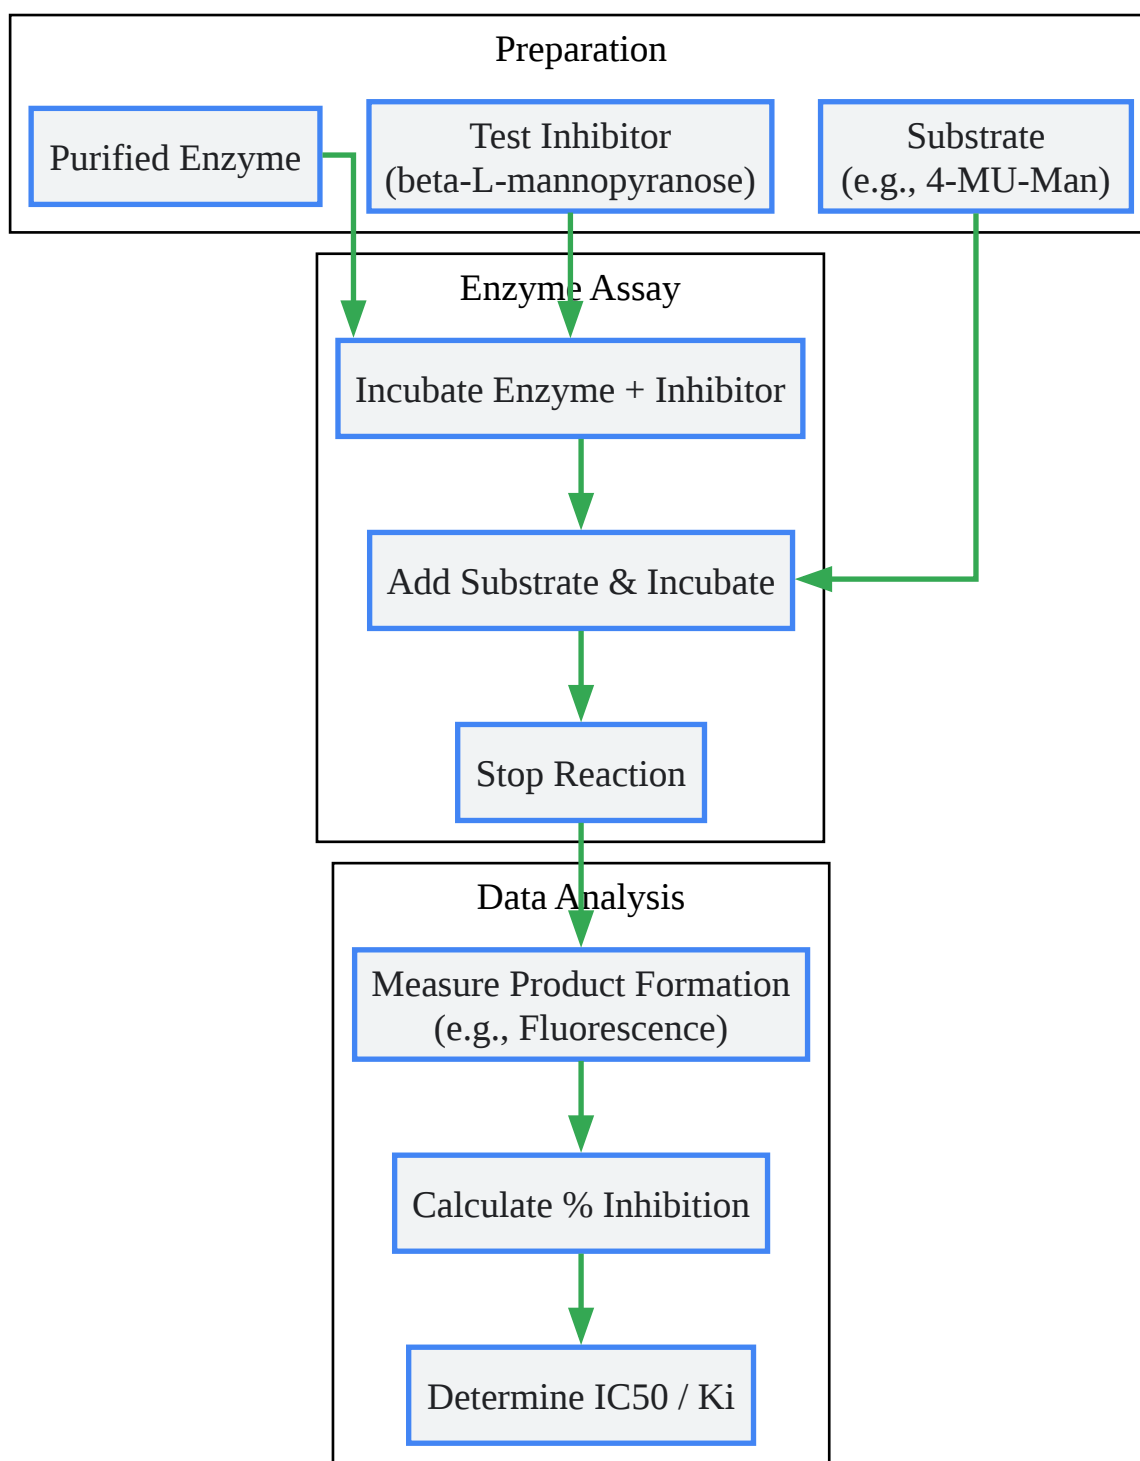 Preparation
Purified Enzyme
Test Inhibitor
(beta-L-mannopyranose)
Substrate
(e.g., 4-MU-Man)
Enzyme Assay
Incubate Enzyme + Inhibitor
Add Substrate & Incubate
Stop Reaction
Data Analysis
Measure Product Formation
(e.g., Fluorescence)
Calculate % Inhibition
Determine IC50 / Ki